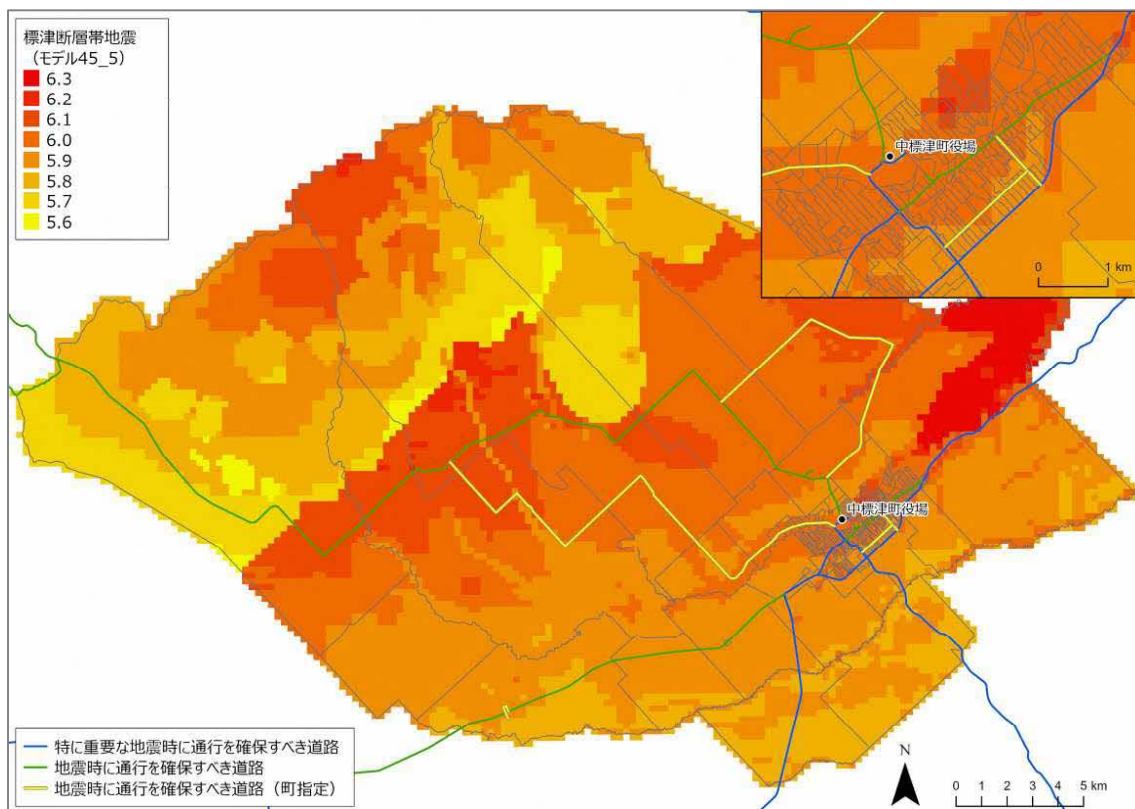 標津断層帯地震
（モデル45_5）
6.3
6.2
6.1
6.0
5.9
5.8
5.7
5.6
中標津町役場
0 1 km
中標津町役場
特に重要な地震時に通行を確保すべき道路
地震時に通行を確保すべき道路
地震時に通行を確保すべき道路（町指定）
N
0 1 2 3 4 5 km